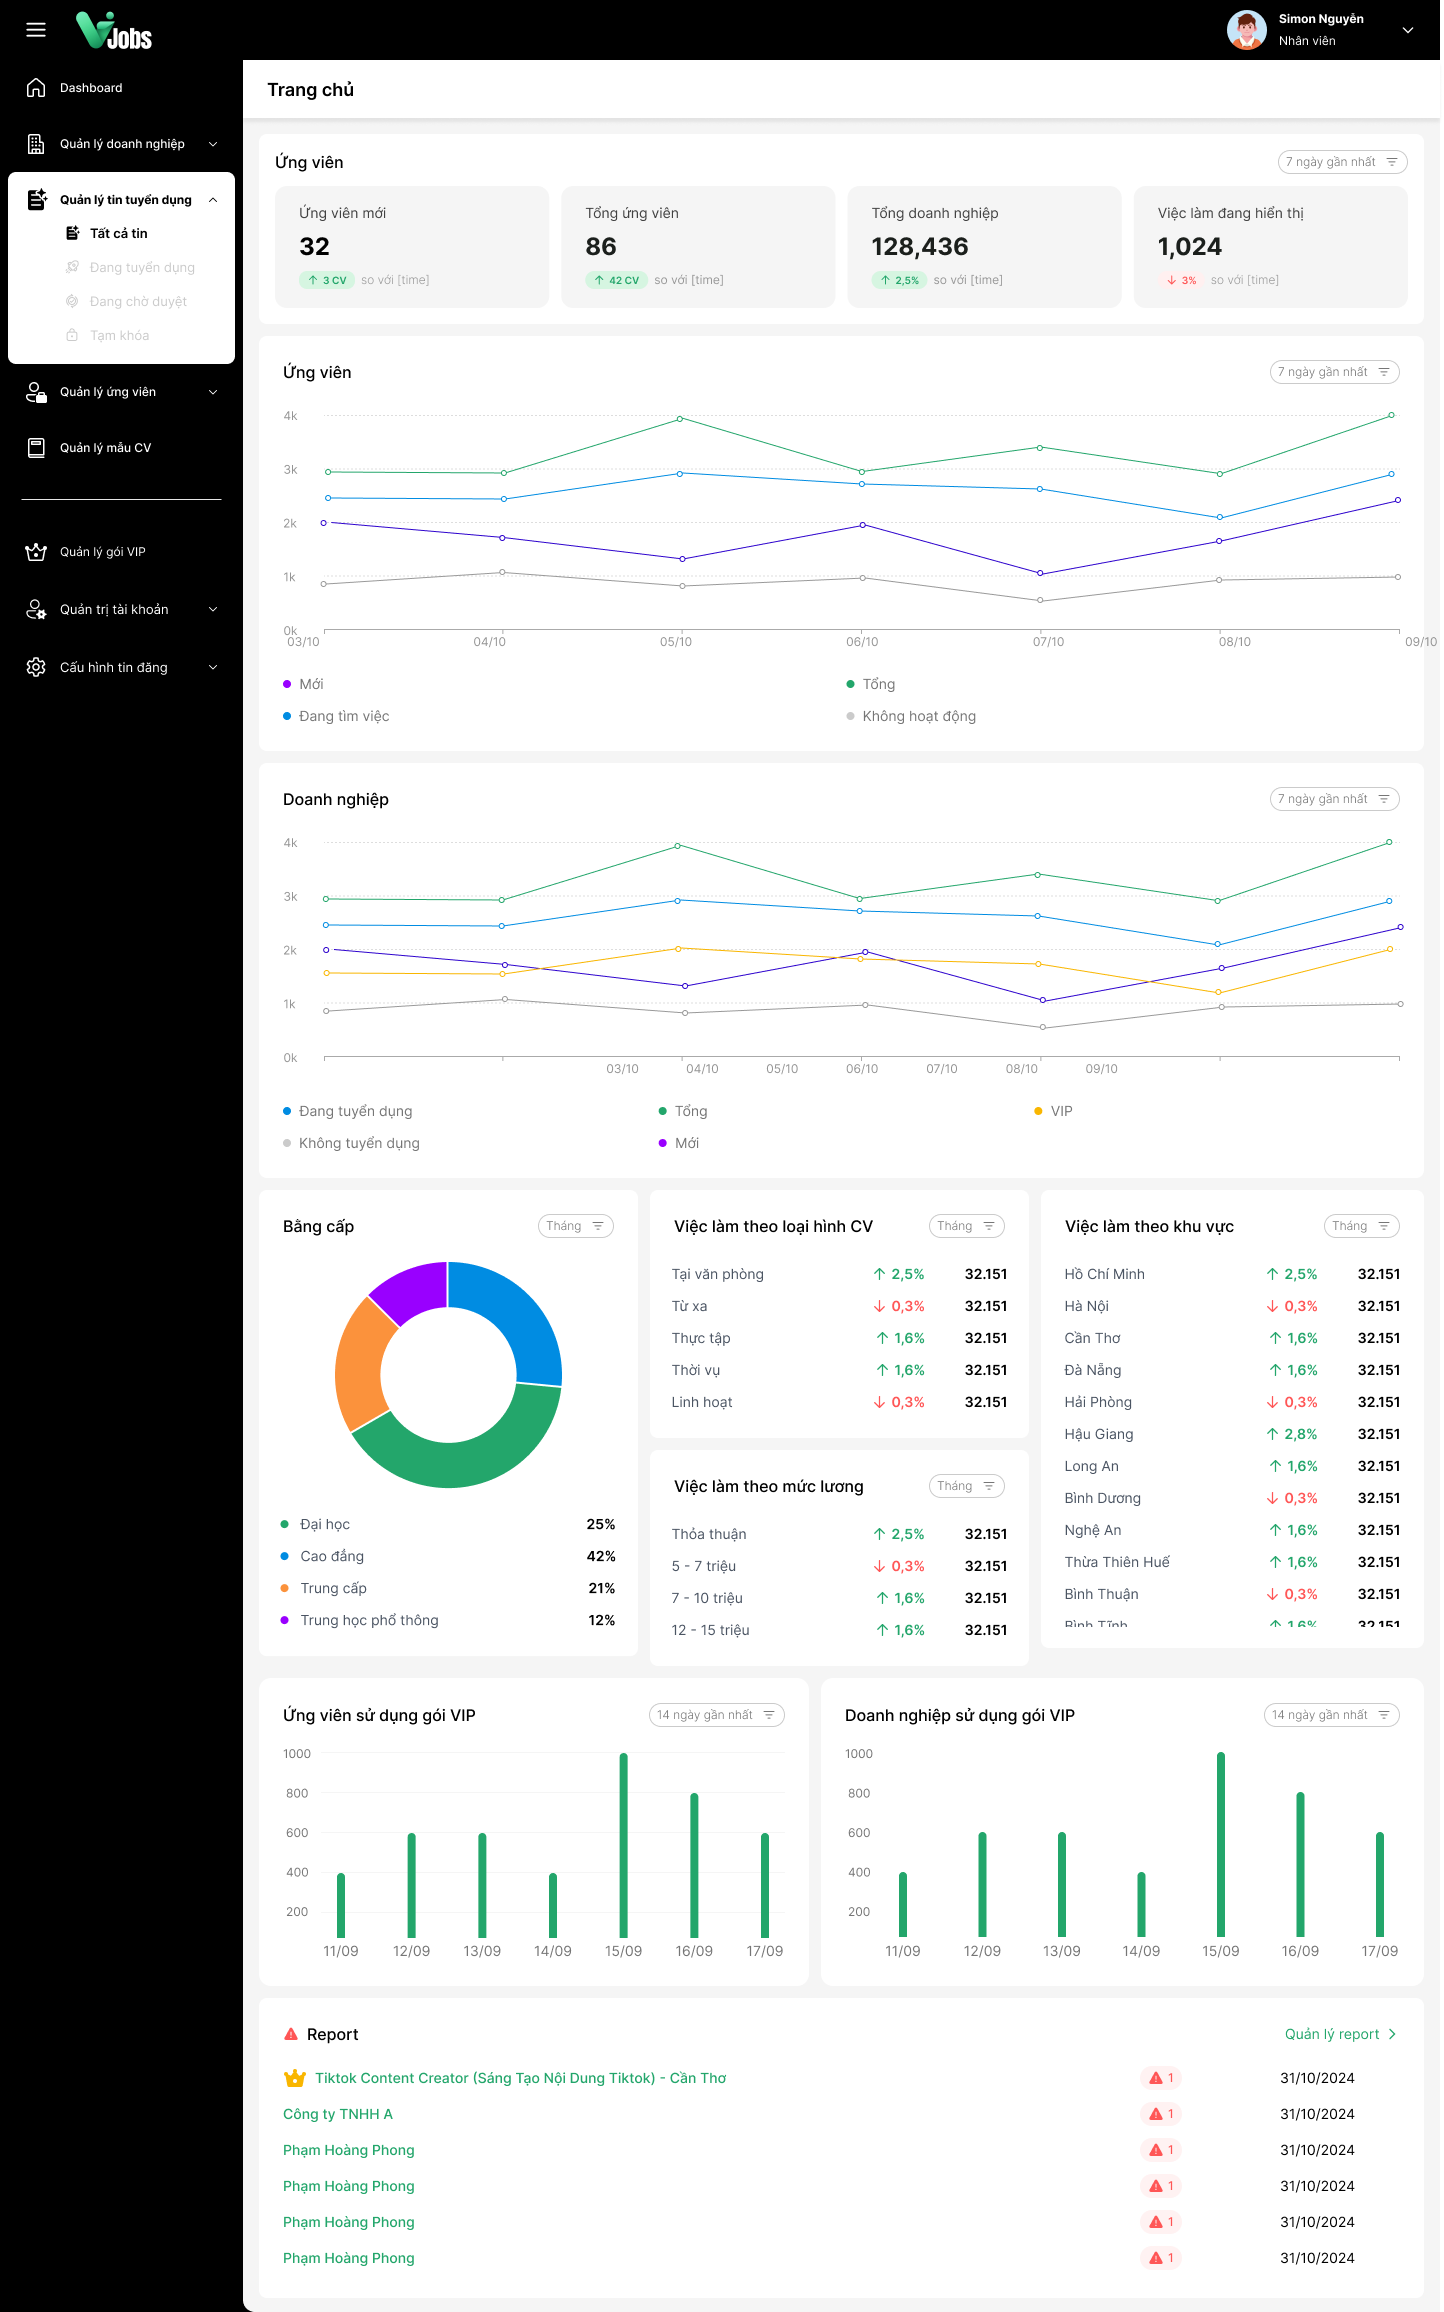 Jobs
Simon Nguyễn
Nhân viên
Dashboard
Quản lý doanh nghiệp
Quản lý tin tuyển dụng
Tất cả tin
Đang tuyển dụng
Đang chờ duyệt
Tạm khóa
Quản lý ứng viên
Quản lý mẫu CV
Quản lý gói VIP
Quản trị tài khoản
Cấu hình tin đăng
Trang chủ
Ứng viên
7 ngày gần nhất
Ứng viên mới
32
3 CV so với [time]
Tổng ứng viên
86
42 CV so với [time]
Tổng doanh nghiệp
128,436
2,5% so với [time]
Việc làm đang hiển thị
1,024
3% so với [time]
Ứng viên
7 ngày gần nhất
4k
3k
2k
1k
0k
03/10 04/10 05/10 06/10 07/10 08/10 09/10
Mới
Tổng
Đang tìm việc
Không hoạt động
Doanh nghiệp
7 ngày gần nhất
4k
3k
2k
1k
0k
03/10 04/10 05/10 06/10 07/10 08/10 09/10
Đang tuyển dụng
Tổng
VIP
Không tuyển dụng
Mới
Bằng cấp
Tháng
Đại học 25%
Cao đẳng 42%
Trung cấp 21%
Trung học phổ thông 12%
Việc làm theo loại hình CV
Tháng
Tại văn phòng 2,5% 32.151
Từ xa 0,3% 32.151
Thực tập 1,6% 32.151
Thời vụ 1,6% 32.151
Linh hoạt 0,3% 32.151
Việc làm theo mức lương
Tháng
Thỏa thuận 2,5% 32.151
5 - 7 triệu 0,3% 32.151
7 - 10 triệu 1,6% 32.151
12 - 15 triệu 1,6% 32.151
Việc làm theo khu vực
Tháng
Hồ Chí Minh 2,5% 32.151
Hà Nội 0,3% 32.151
Cần Thơ 1,6% 32.151
Đà Nẵng 1,6% 32.151
Hải Phòng 0,3% 32.151
Hậu Giang 2,8% 32.151
Long An 1,6% 32.151
Bình Dương 0,3% 32.151
Nghệ An 1,6% 32.151
Thừa Thiên Huế 1,6% 32.151
Bình Thuận 0,3% 32.151
Bình Tĩnh 1,6% 32.151
Ứng viên sử dụng gói VIP
14 ngày gần nhất
1000
800
600
400
200
11/09 12/09 13/09 14/09 15/09 16/09 17/09
Doanh nghiệp sử dụng gói VIP
14 ngày gần nhất
1000
800
600
400
200
11/09 12/09 13/09 14/09 15/09 16/09 17/09
Report
Quản lý report
Tiktok Content Creator (Sáng Tạo Nội Dung Tiktok) - Cần Thơ 1 31/10/2024
Công ty TNHH A 1 31/10/2024
Phạm Hoàng Phong 1 31/10/2024
Phạm Hoàng Phong 1 31/10/2024
Phạm Hoàng Phong 1 31/10/2024
Phạm Hoàng Phong 1 31/10/2024